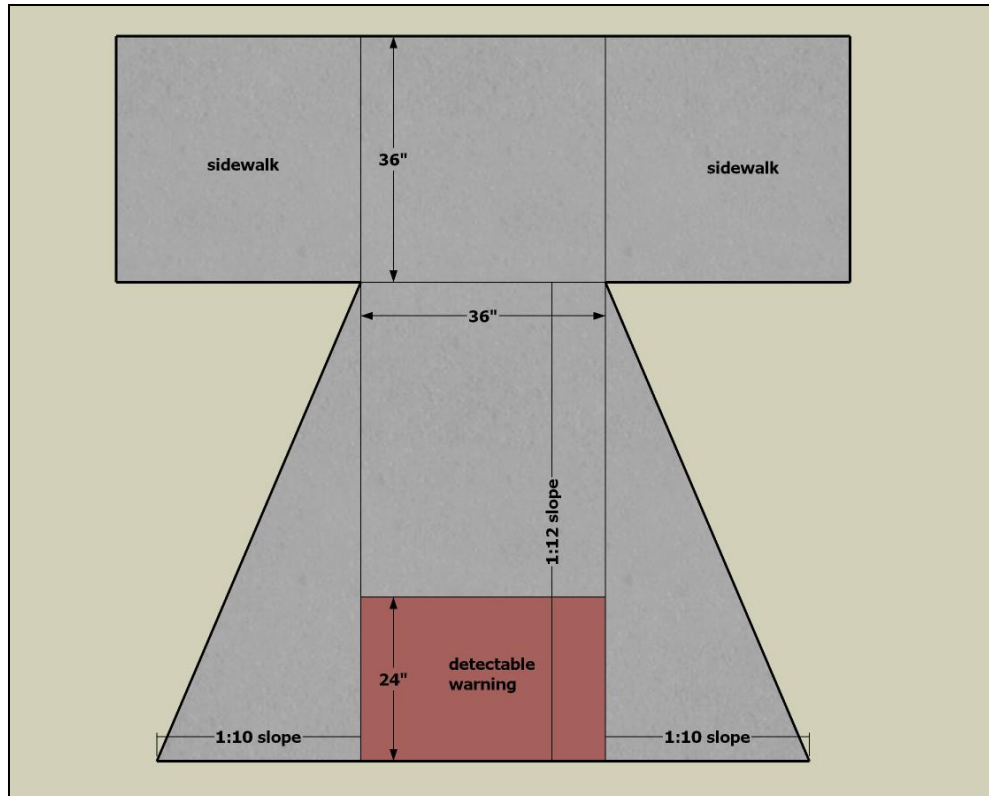 36"
sidewalk
sidewalk
36"
1:12 slope
detectable
warning
24"
1:10 slope
1:10 slope